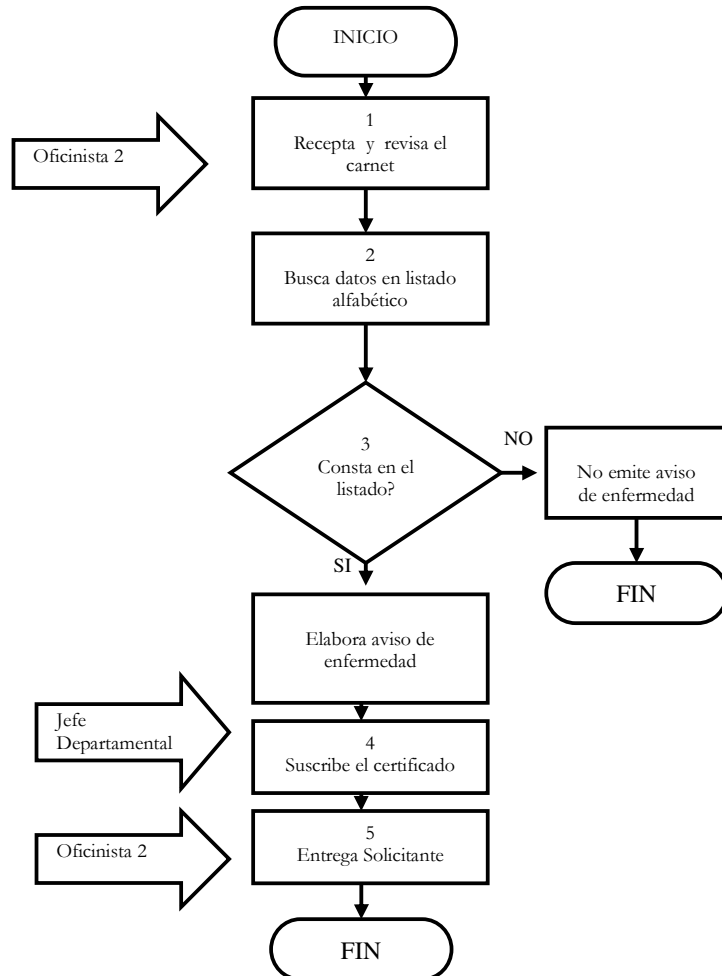 INICIO
1
Recepta y revisa el
carnet
Oficinista 2
2
Busca datos en listado
alfabético
3
Consta en el
listado?
NO
No emite aviso
de enfermedad
SI
FIN
Elabora aviso de
enfermedad
Jefe
Departamental
4
Suscribe el certificado
5
Entrega Solicitante
Oficinista 2
FIN